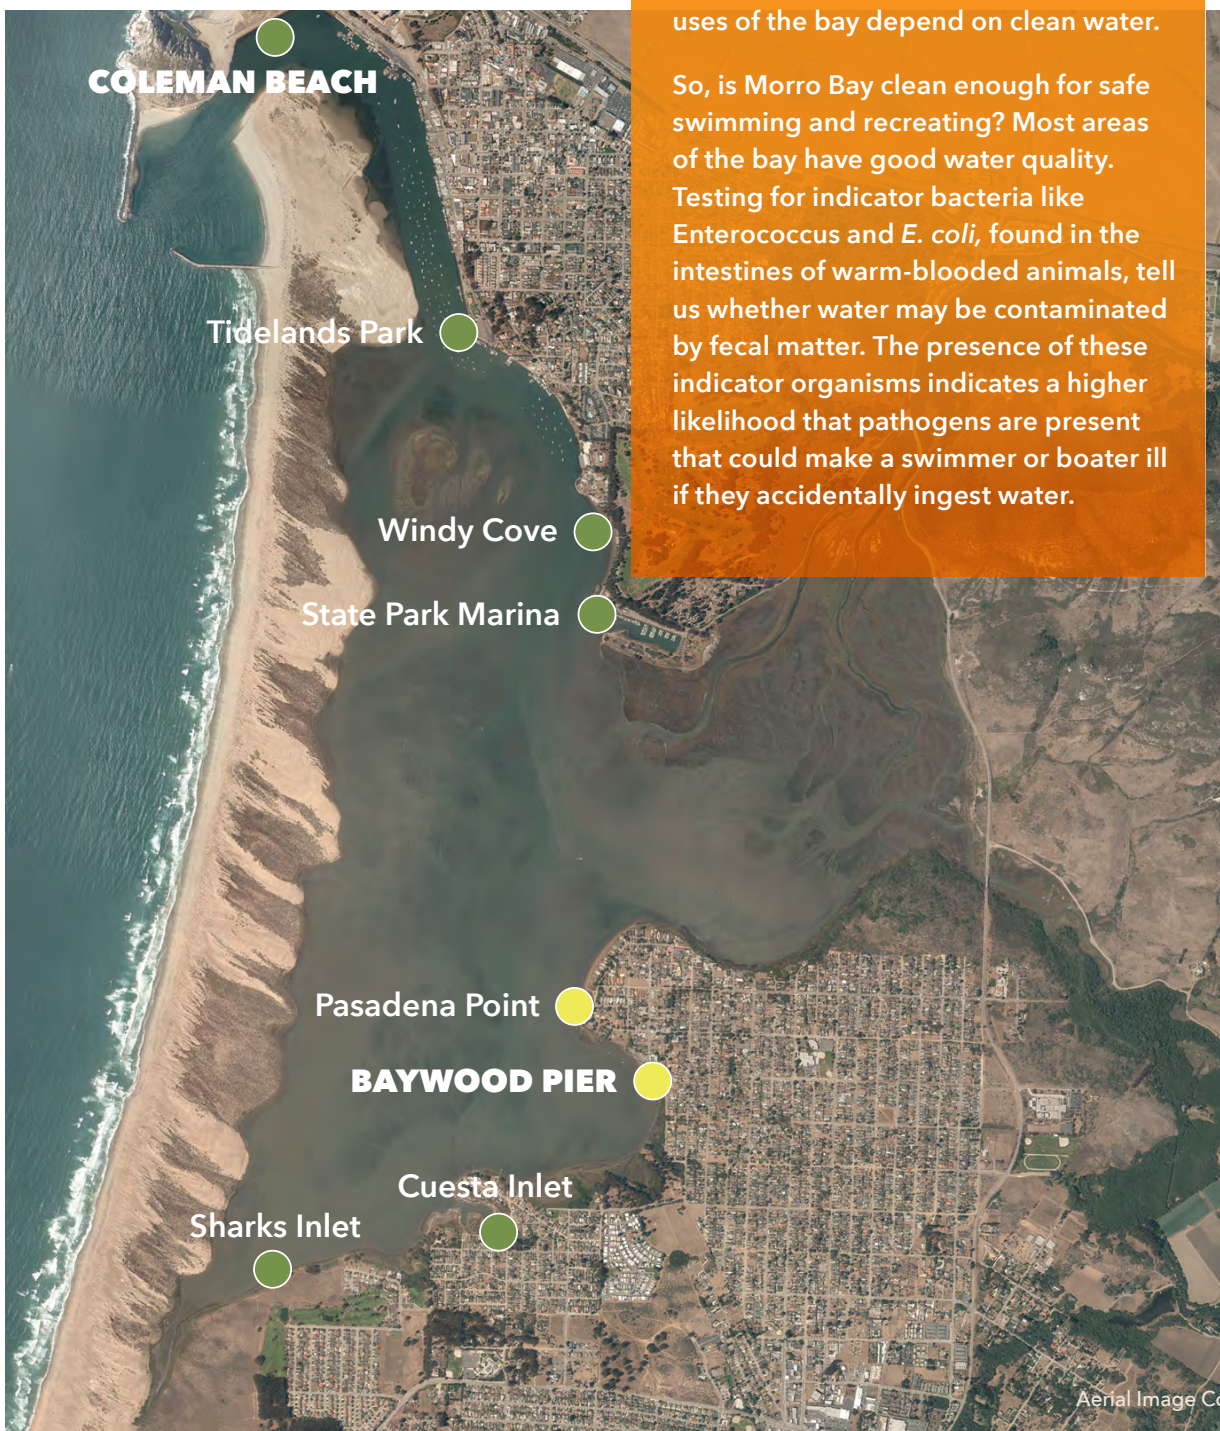 uses of the bay depend on clean water.
So, is Morro Bay clean enough for safe
swimming and recreating? Most areas
of the bay have good water quality.
Testing for indicator bacteria like
Enterococcus and E. coli, found in the
intestines of warm-blooded animals, tell
us whether water may be contaminated
by fecal matter. The presence of these
indicator organisms indicates a higher
likelihood that pathogens are present
that could make a swimmer or boater ill
if they accidentally ingest water.
COLEMAN BEACH
Tidelands Park
Windy Cove
State Park Marina
Pasadena Point
BAYWOOD PIER
Cuesta Inlet
Sharks Inlet
Aerial Image